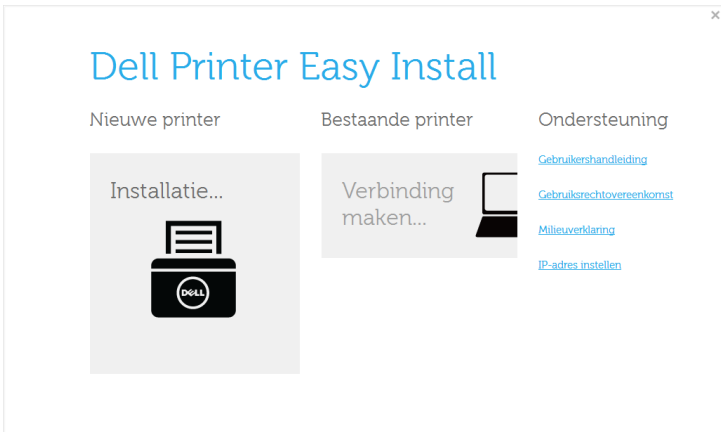 Dell Printer Easy Install
Nieuwe printer
Installatie...
DELL
Bestaande printer
Verbinding
maken...
Ondersteuning
Gebruikershandleiding
Gebruiksrechtovereenkomst
Milieuverklaring
IP-adres instellen